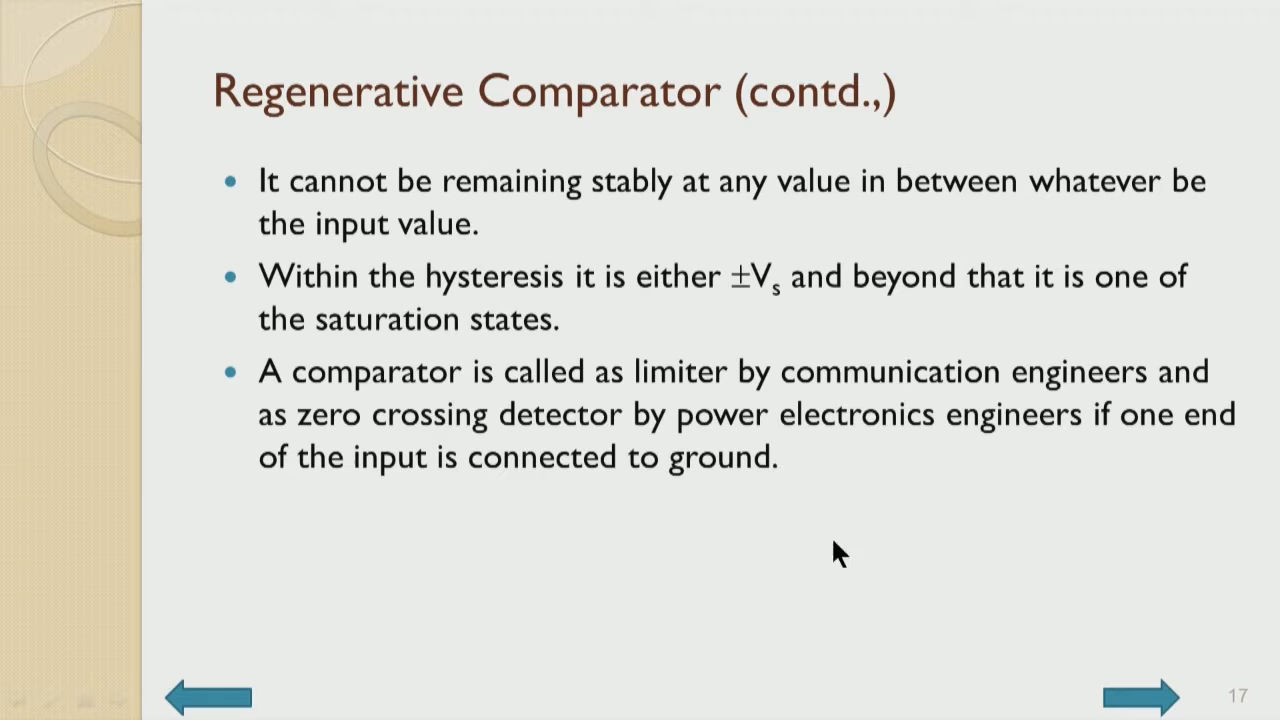 Regenerative Comparator (contd.,)
• It cannot be remaining stably at any value in between whatever be
the input value.
• Within the hysteresis it is either ±Vs and beyond that it is one of
the saturation states.
• A comparator is called as limiter by communication engineers and
as zero crossing detector by power electronics engineers if one end
of the input is connected to ground.
17